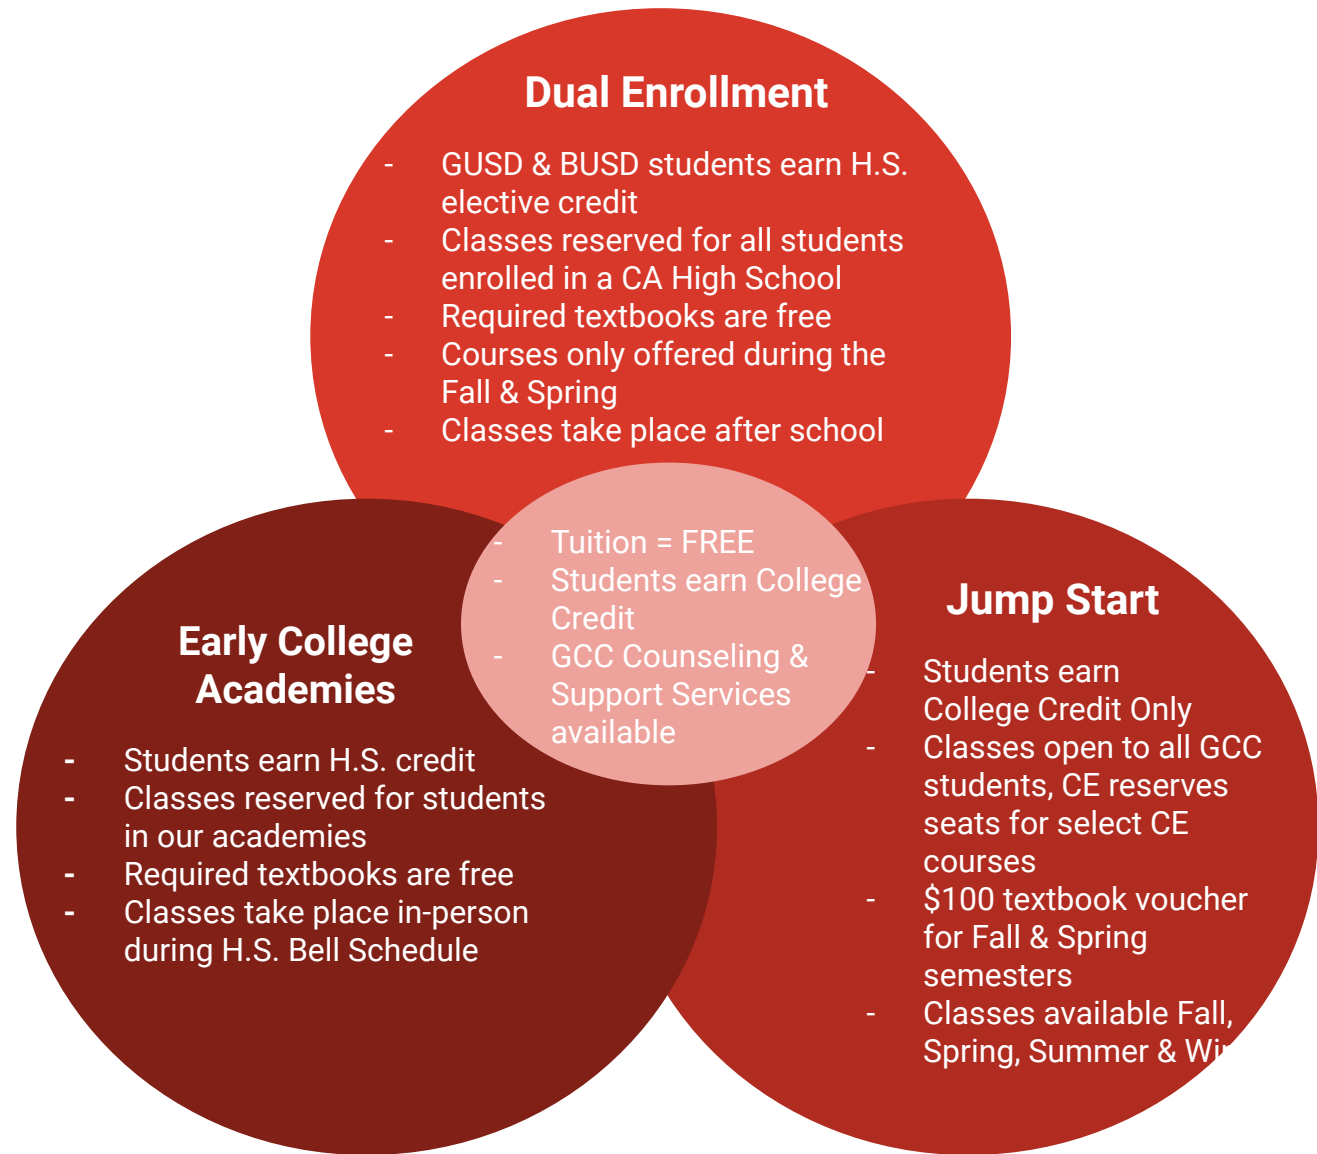 Dual Enrollment
- GUSD & BUSD students earn H.S.
elective credit
- Classes reserved for all students
enrolled in a CA High School
- Required textbooks are free
- Courses only offered during the
Fall & Spring
- Classes take place after school
- Tuition = FREE
- Students earn College
Credit
- GCC Counseling &
Support Services
available
Early College
Academies
- Students earn H.S. credit
- Classes reserved for students
in our academies
- Required textbooks are free
- Classes take place in-person
during H.S. Bell Schedule
Jump Start
- Students earn
College Credit Only
- Classes open to all GCC
students, CE reserves
seats for select CE
courses
- $100 textbook voucher
for Fall & Spring
semesters
- Classes available Fall,
Spring, Summer &